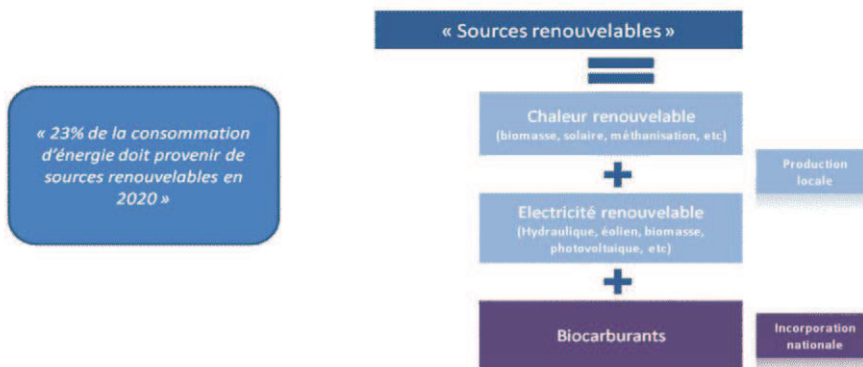 « Sources renouvelables »
« 23% de la consommation
d'énergie doit provenir de
sources renouvelables en
2020 »
Chaleur renouvelable
(biomasse, solaire, méthanisation, etc)
Production
locale
Electricité renouvelable
(Hydraulique, éolien, biomasse,
photovoltaique, etc)
Biocarburants
Incorporation
nationale